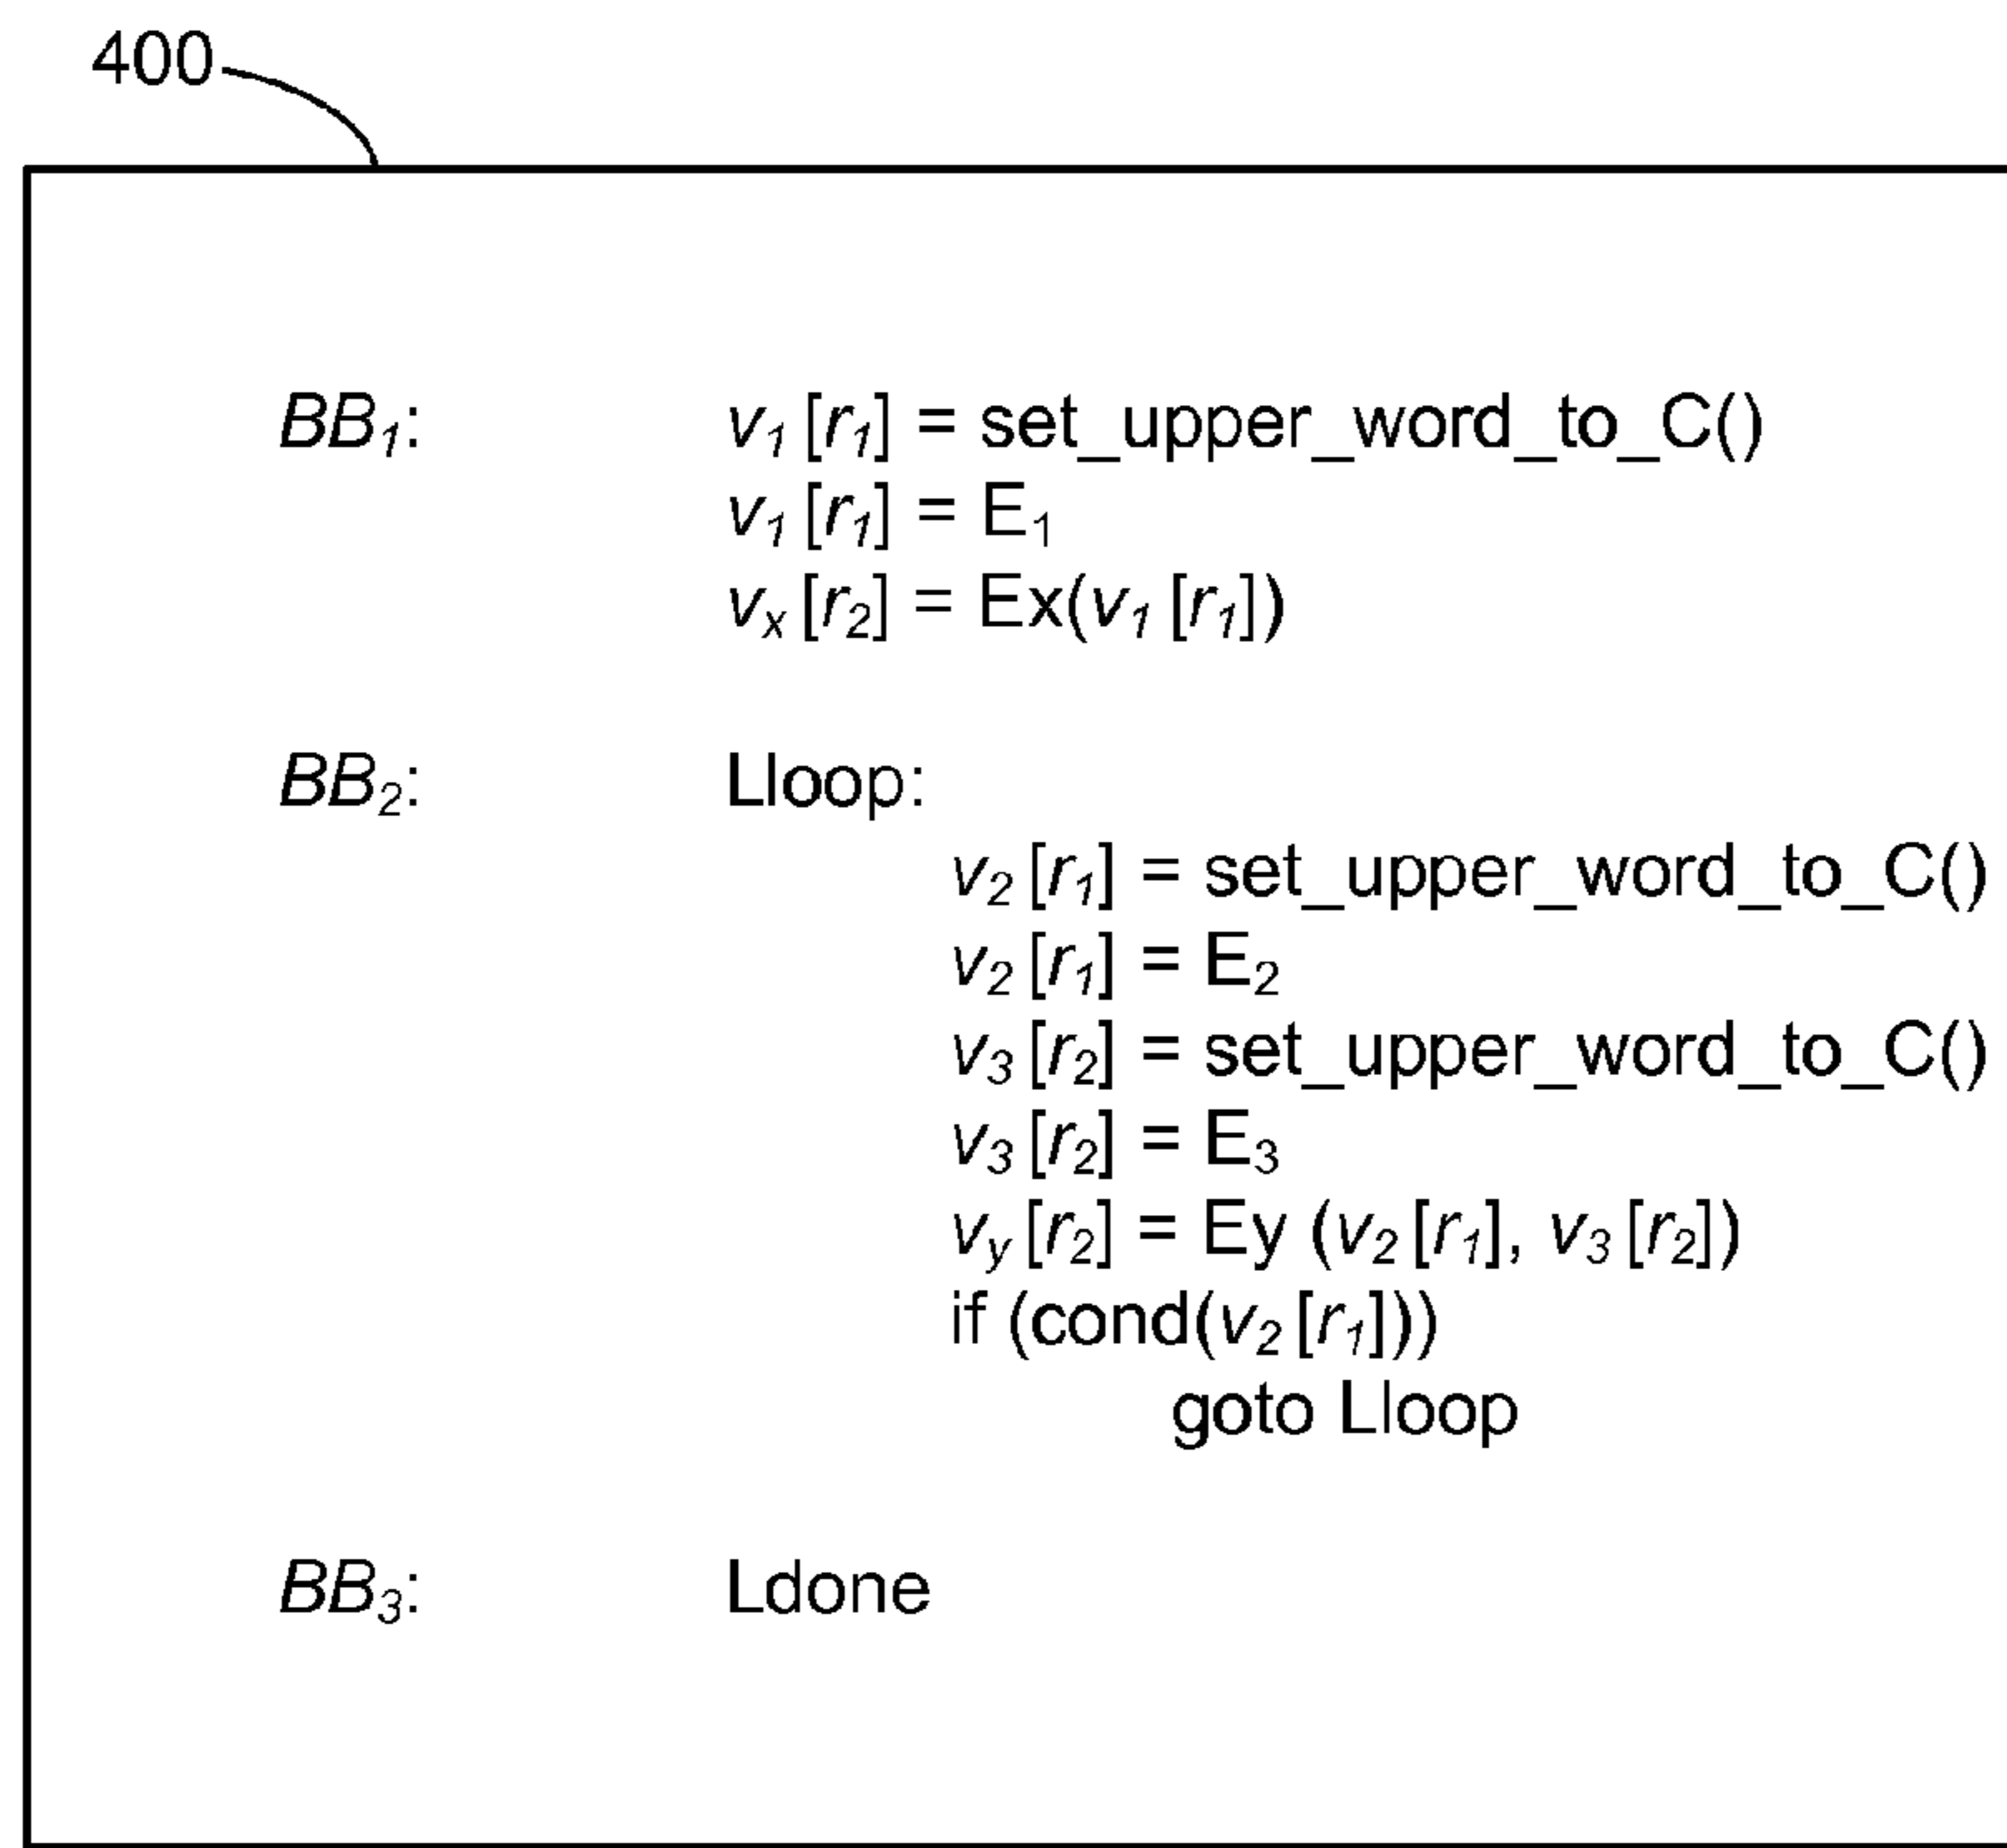 400
BB₁: v₁ [r₁] = set_upper_word_to_C()
v₁ [r₁] = E₁
vₓ [r₂] = Ex(v₁ [r₁])
BB₂: Lloop:
v₂ [r₁] = set_upper_word_to_C()
v₂ [r₁] = E₂
v₃ [r₂] = set_upper_word_to_C()
v₃ [r₂] = E₃
v_y [r₂] = Ey (v₂ [r₁], v₃ [r₂])
if (cond(v₂ [r₁]))
goto Lloop
BB₃: Ldone